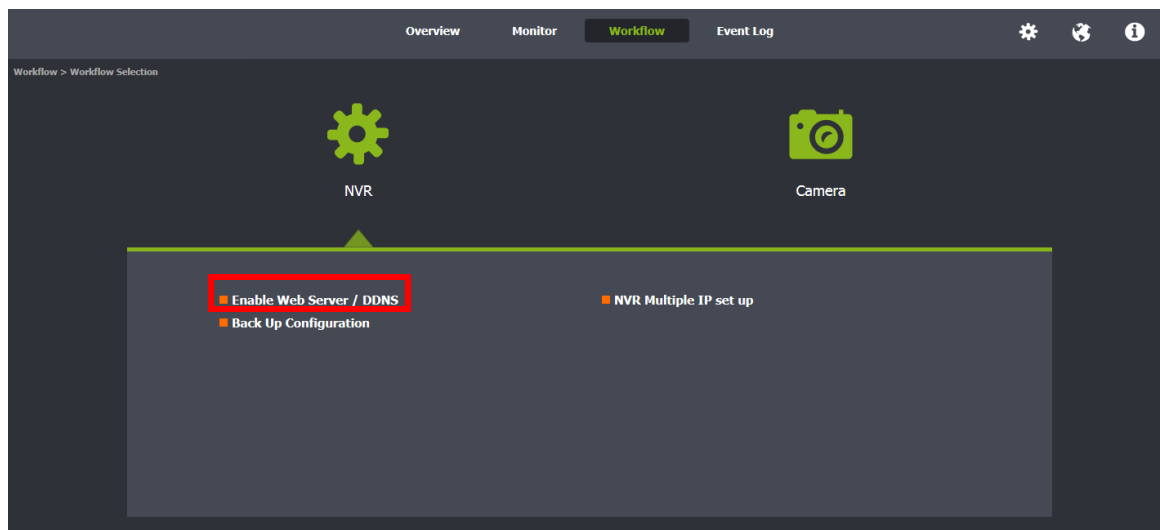 Overview Monitor Workflow Event Log
Workflow > Workflow Selection
NVR Camera
Enable Web Server / DDNS NVR Multiple IP set up
Back Up Configuration